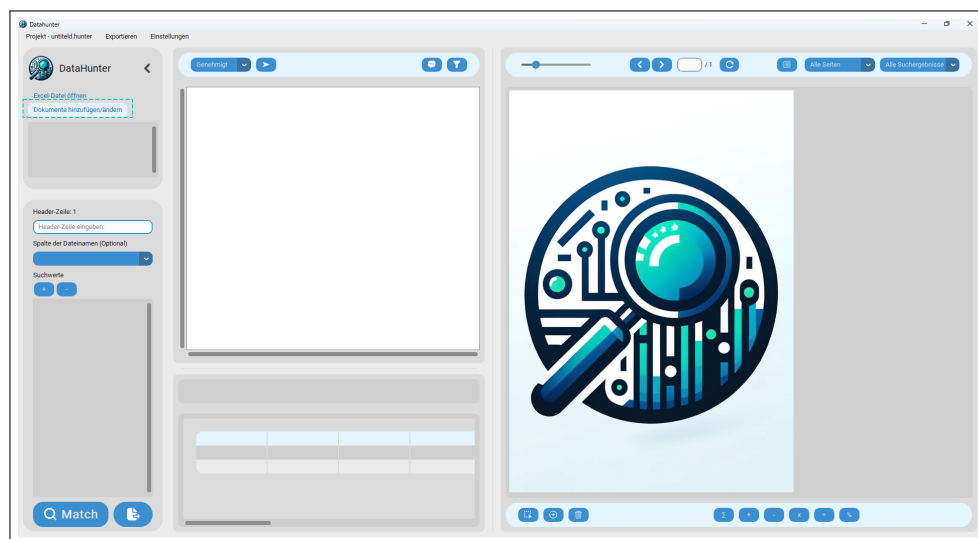 Datahunter
Projekt - untiteld.hunter Exportieren Einstellungen
DataHunter
Excel-Datei öffnen
Dokumente hinzufügen/ändern
Header-Zeile: 1
Header-Zeile eingeben:
Spalte der Dateinamen (Optional)
Suchwerte
+ -
Match
Genehmigt
/1
Alle Seiten
Alle Suchergebnisse
Σ + - x ÷ %